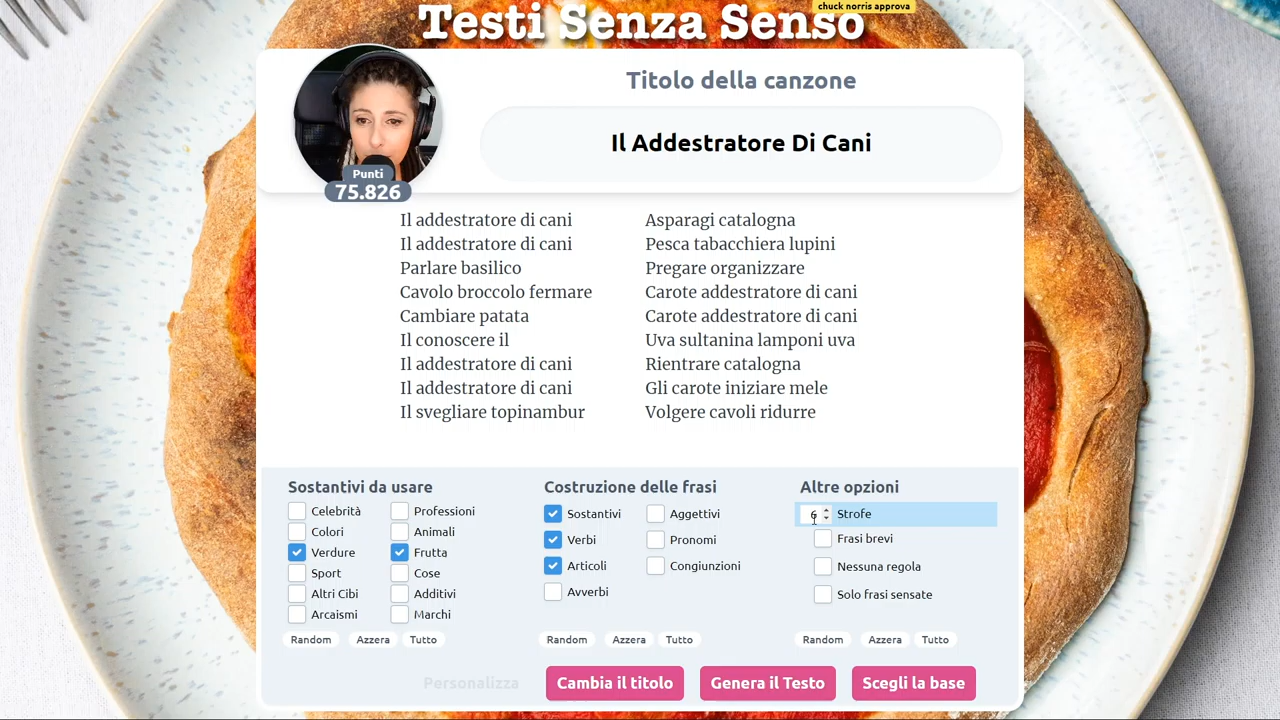 chuck norris approva
Testi Senza Senso
Titolo della canzone
Il Addestratore Di Cani
Punti
75.826
Il addestratore di cani
Il addestratore di cani
Parlare basilico
Cavolo broccolo fermare
Cambiare patata
Il conoscere il
Il addestratore di cani
Il addestratore di cani
Il svegliare topinambur
Asparagi catalogna
Pesca tabacchiera lupini
Pregare organizzare
Carote addestratore di cani
Carote addestratore di cani
Uva sultanina lamponi uva
Rientrare catalogna
Gli carote iniziare mele
Volgere cavoli ridurre
Sostantivi da usare
Celebrità
Professioni
Colori
Animali
Verdure
Frutta
Sport
Cose
Altri Cibi
Additivi
Arcaismi
Marchi
Random Azzera Tutto
Costruzione delle frasi
Sostantivi
Aggettivi
Verbi
Pronomi
Articoli
Congiunzioni
Avverbi
Random Azzera Tutto
Altre opzioni
6 Strofe
Frasi brevi
Nessuna regola
Solo frasi sensate
Random Azzera Tutto
Personalizza
Cambia il titolo
Genera il Testo
Scegli la base